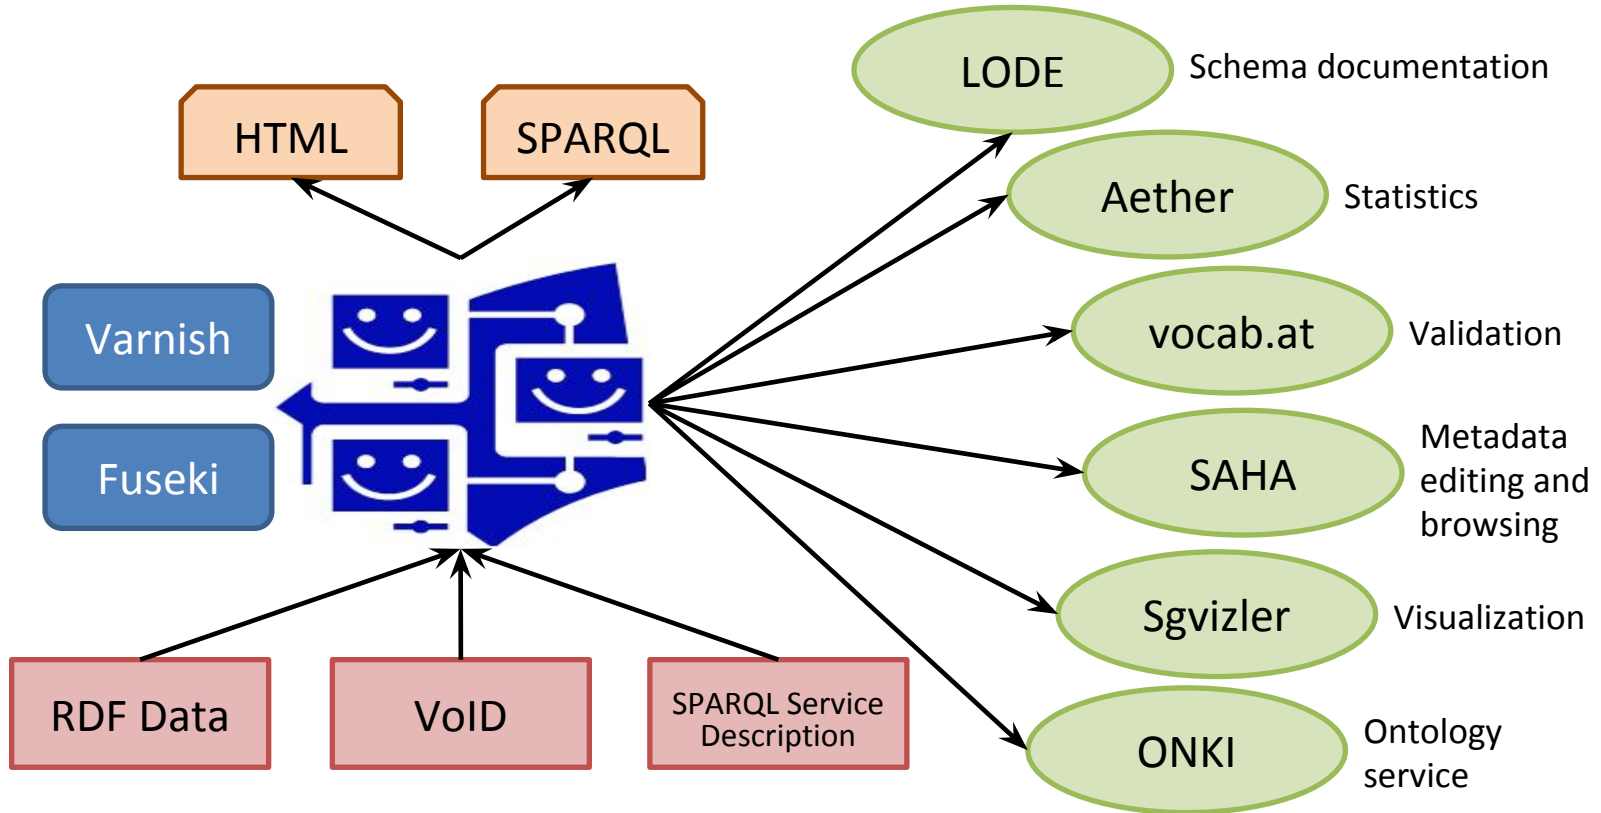 LODE
Schema documentation
HTML
SPARQL
Aether
Statistics
Varnish
vocab.at
Validation
Fuseki
SAHA
Metadata
editing and
browsing
Sgvizler
Visualization
RDF Data
VoID
SPARQL Service
Description
ONKI
Ontology
service